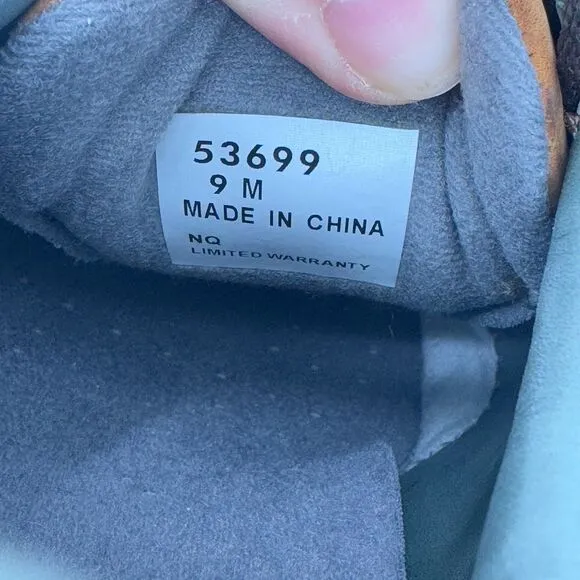 53699
9 M
MADE IN CHINA
NQ
LIMITED WARRANTY